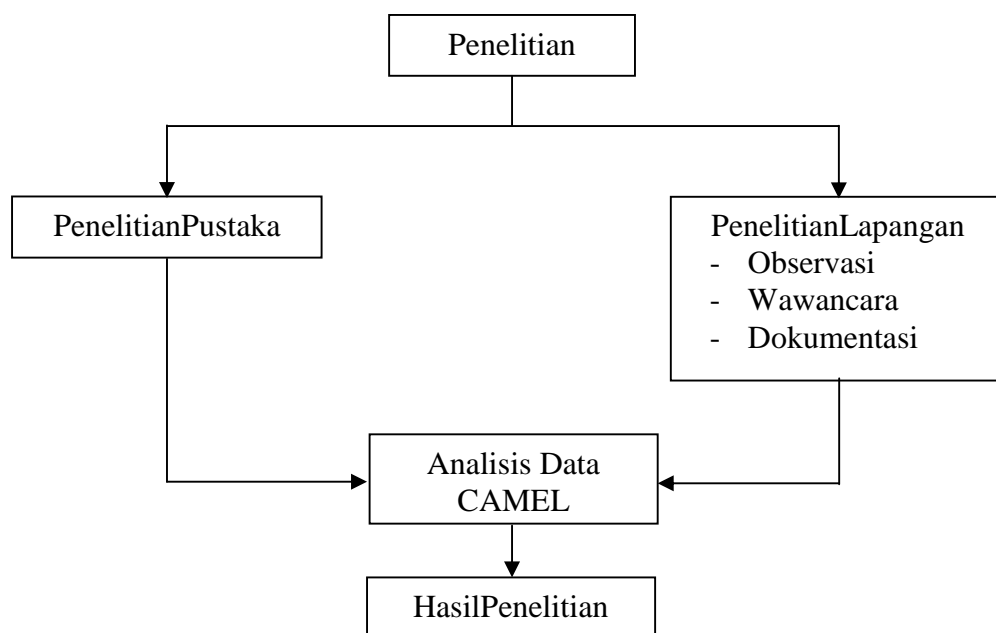 Penelitian
PenelitianPustaka
PenelitianLapangan
- Observasi
- Wawancara
- Dokumentasi
Analisis Data
CAMEL
HasilPenelitian